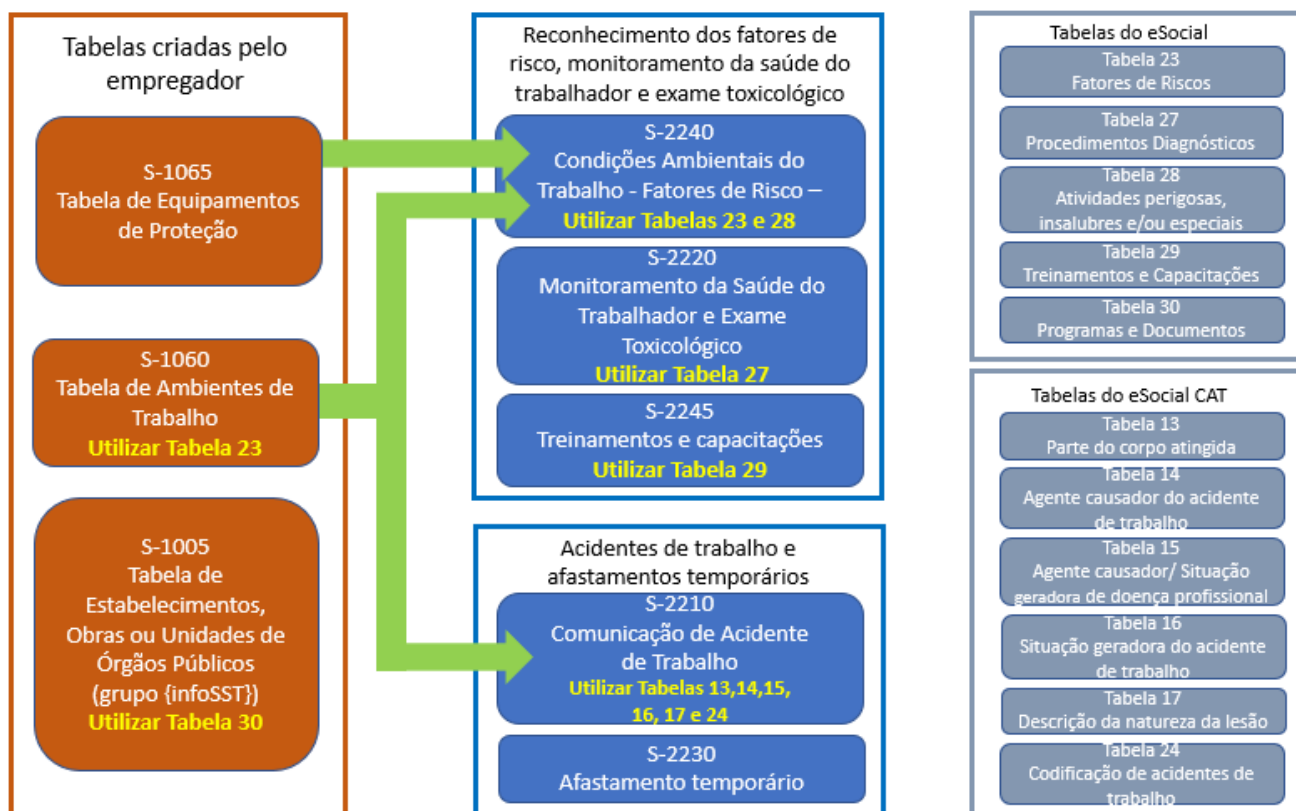 Tabelas criadas pelo
empregador
S-1065
Tabela de Equipamentos
de Proteção
S-1060
Tabela de Ambientes de
Trabalho
Utilizar Tabela 23
S-1005
Tabela de
Estabelecimentos,
Obras ou Unidades de
Órgãos Públicos
(grupo {infoSST})
Utilizar Tabela 30
Reconhecimento dos fatores de
risco, monitoramento da saúde do
trabalhador e exame toxicológico
S-2240
Condições Ambientais do
Trabalho - Fatores de Risco –
Utilizar Tabelas 23 e 28
S-2220
Monitoramento da Saúde do
Trabalhador e Exame
Toxicológico
Utilizar Tabela 27
S-2245
Treinamentos e capacitações
Utilizar Tabela 29
Acidentes de trabalho e
afastamentos temporários
S-2210
Comunicação de Acidente
de Trabalho
Utilizar Tabelas 13,14,15,
16, 17 e 24
S-2230
Afastamento temporário
Tabelas do eSocial
Tabela 23
Fatores de Riscos
Tabela 27
Procedimentos Diagnósticos
Tabela 28
Atividades perigosas,
insalubres e/ou especiais
Tabela 29
Treinamentos e Capacitações
Tabela 30
Programas e Documentos
Tabelas do eSocial CAT
Tabela 13
Parte do corpo atingida
Tabela 14
Agente causador do acidente
de trabalho
Tabela 15
Agente causador/ Situação
geradora de doença profissional
Tabela 16
Situação geradora do acidente
de trabalho
Tabela 17
Descrição da natureza da lesão
Tabela 24
Codificação de acidentes de
trabalho